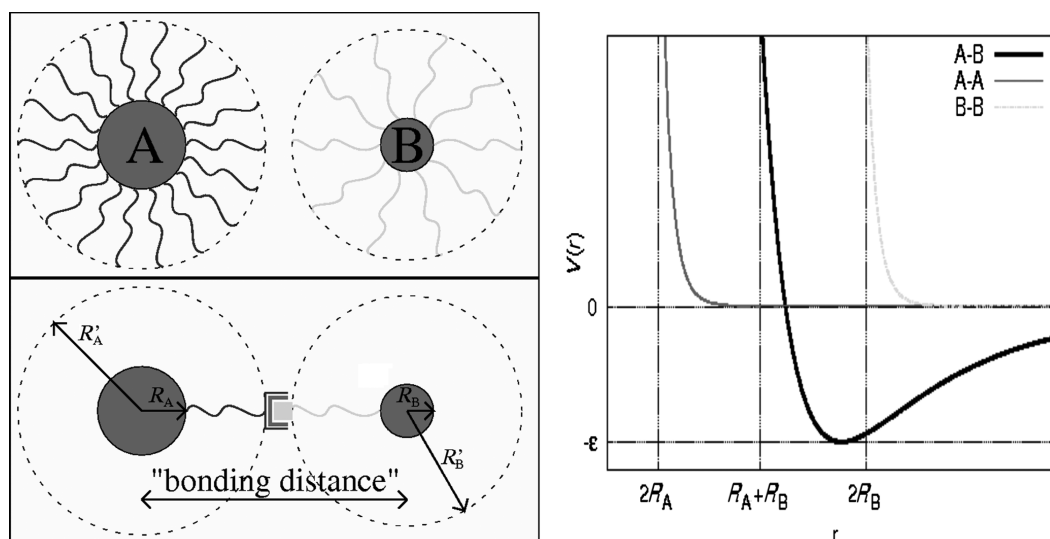 A
B
R'A
RA
RB
R'B
"bonding distance"
A-B
A-A
B-B
V(r)
0
-ε
2RA
RA+RB
2RB
r